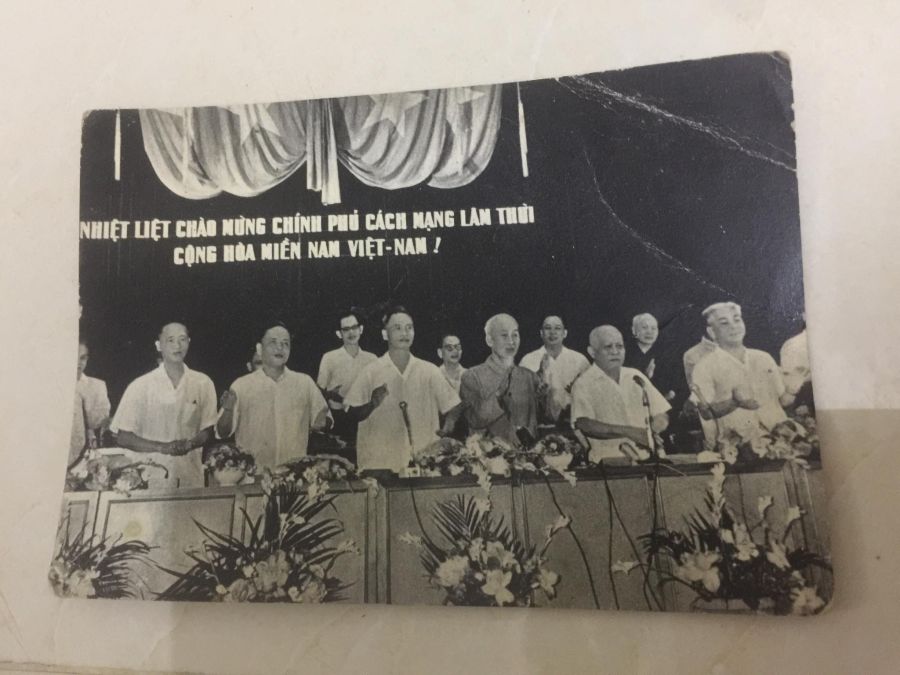 NHIỆT LIỆT CHÀO MỪNG CHÍNH PHỦ CÁCH MẠNG LÂM THỜI
CỘNG HÒA MIỀN NAM VIỆT-NAM !